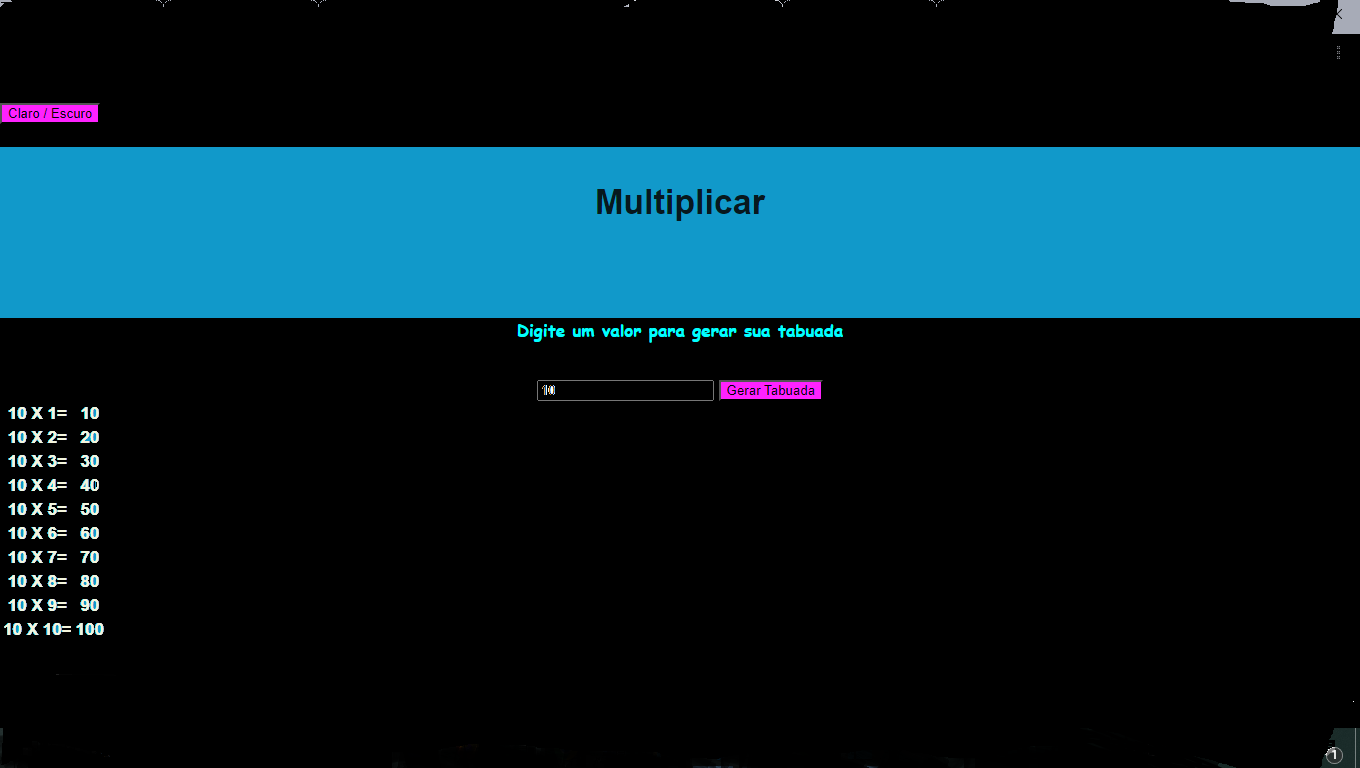 Claro / Escuro
Multiplicar
Digite um valor para gerar sua tabuada
10 Gerar Tabuada
10 X 1= 10
10 X 2= 20
10 X 3= 30
10 X 4= 40
10 X 5= 50
10 X 6= 60
10 X 7= 70
10 X 8= 80
10 X 9= 90
10 X 10= 100
1